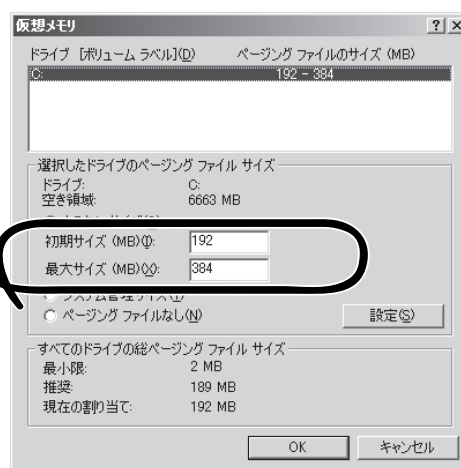 仮想メモリ
ドライブ [ボリューム ラベル](D) ページング ファイルのサイズ (MB)
C: 192 - 384
選択したドライブのページング ファイル サイズ
ドライブ: C:
空き領域: 6663 MB
初期サイズ (MB)(I): 192
最大サイズ (MB)(X): 384
ページング ファイルなし(N)
設定(S)
すべてのドライブの総ページング ファイル サイズ
最小限: 2 MB
推奨: 189 MB
現在の割り当て: 192 MB
OK キャンセル